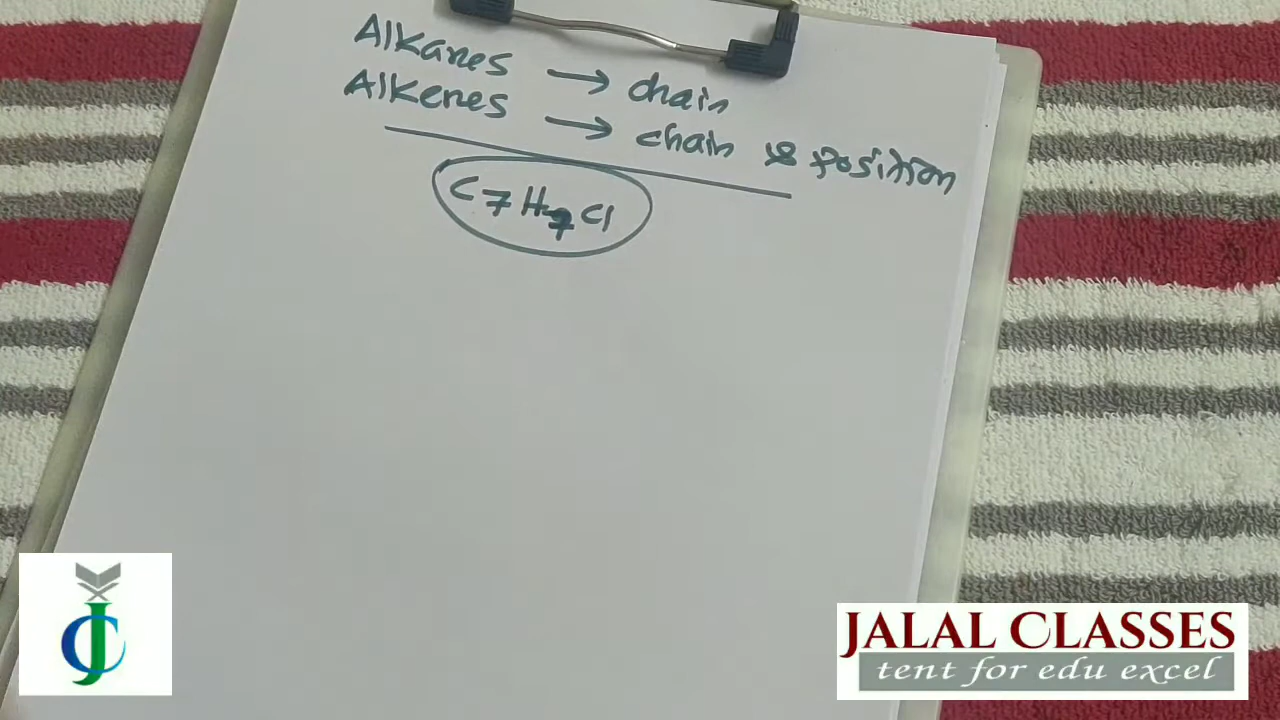 Alkanes → chain
Alkenes → chain & position
C7H7Cl
JALAL CLASSES
tent for edu excel